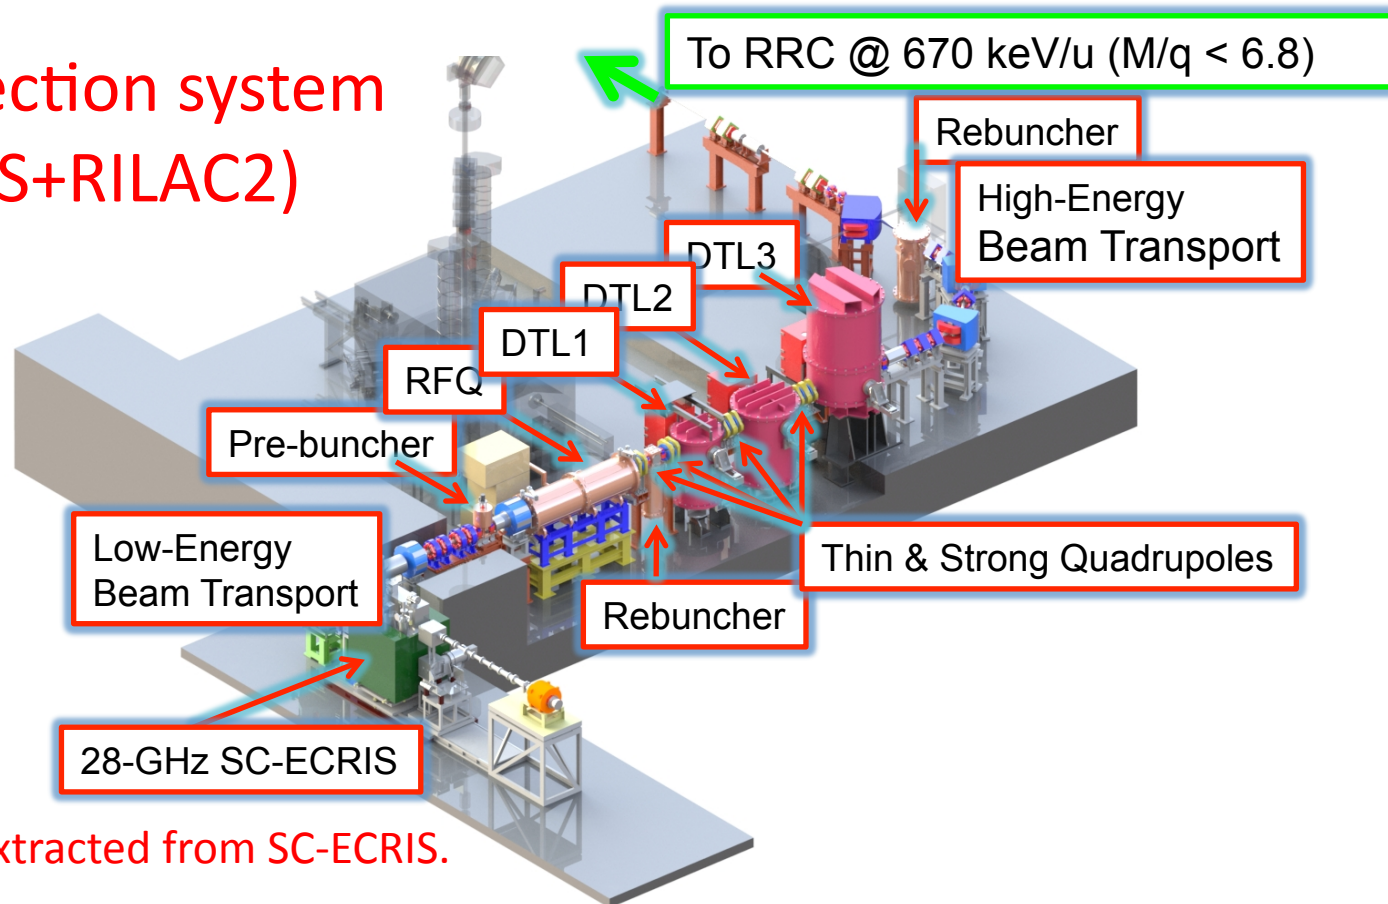 ection system
S+RILAC2)
To RRC @ 670 keV/u (M/q < 6.8)
Rebuncher
High-Energy
Beam Transport
DTL3
DTL2
DTL1
RFQ
Pre-buncher
Low-Energy
Beam Transport
Thin & Strong Quadrupoles
Rebuncher
28-GHz SC-ECRIS
xtracted from SC-ECRIS.